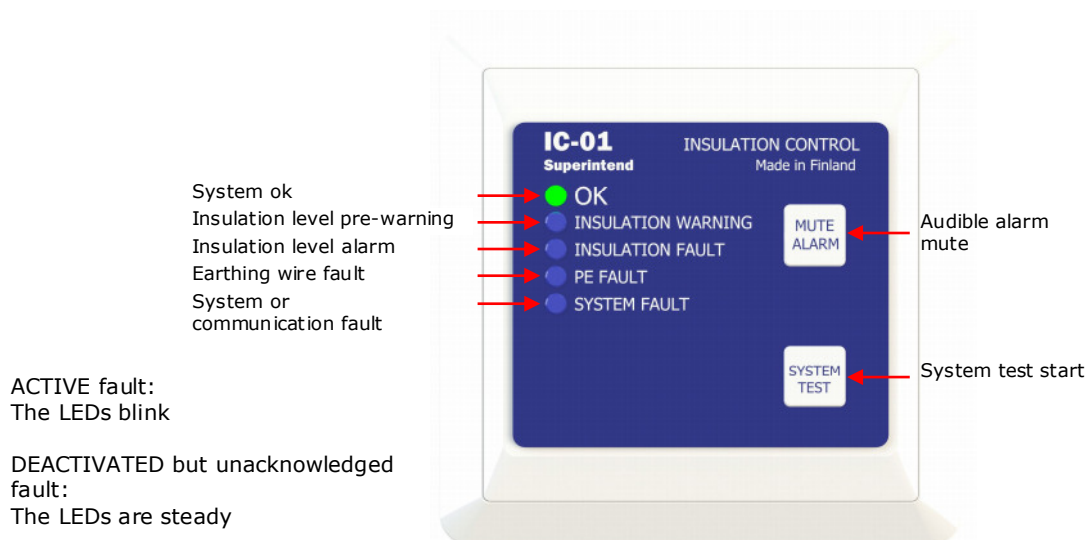 IC-01
INSULATION CONTROL
Superintend
Made in Finland
System ok
OK
Insulation level pre-warning
INSULATION WARNING
MUTE
ALARM
Audible alarm
mute
Insulation level alarm
INSULATION FAULT
Earthing wire fault
PE FAULT
System or
communication fault
SYSTEM FAULT
SYSTEM
TEST
System test start
ACTIVE fault:
The LEDs blink
DEACTIVATED but unacknowledged
fault:
The LEDs are steady